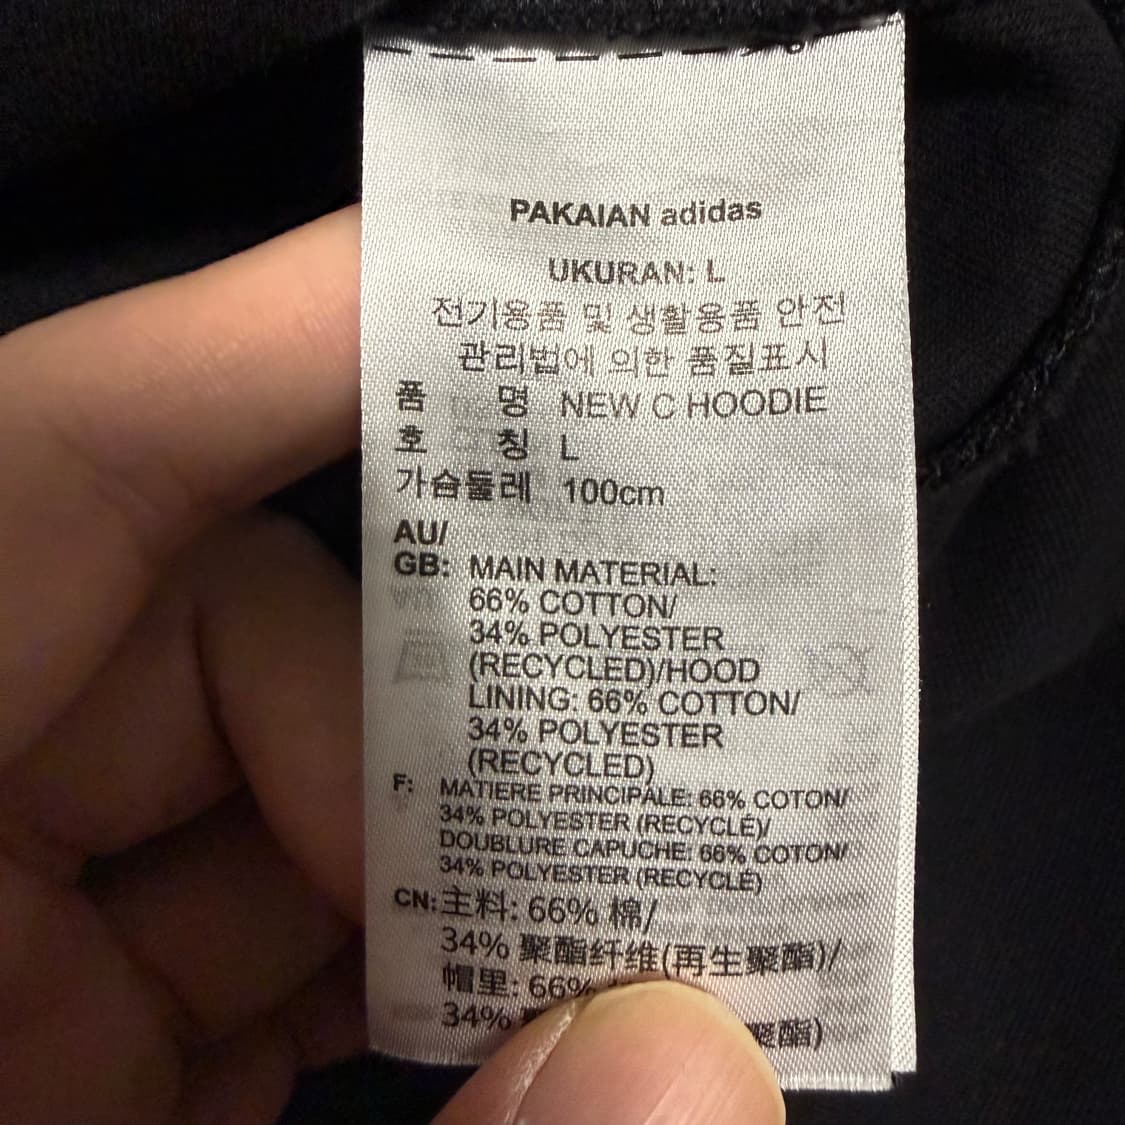 PAKAIAN adidas
UKURAN: L
전기용품 및 생활용품 안전
관리법에 의한 품질표시
품 명 NEW C HOODIE
호 칭 L
가슴둘레 100cm
AU/
GB: MAIN MATERIAL:
66% COTTON/
34% POLYESTER
(RECYCLED)/HOOD
LINING: 66% COTTON/
34% POLYESTER
(RECYCLED)
F: MATIERE PRINCIPALE: 66% COTON/
34% POLYESTER (RECYCLÉ)/
DOUBLURE CAPUCHE: 66% COTON/
34% POLYESTER (RECYCLÉ)
CN: 主料: 66% 棉/
34% 聚酯纤维(再生聚酯)/
帽里: 66%
34% 聚酯)